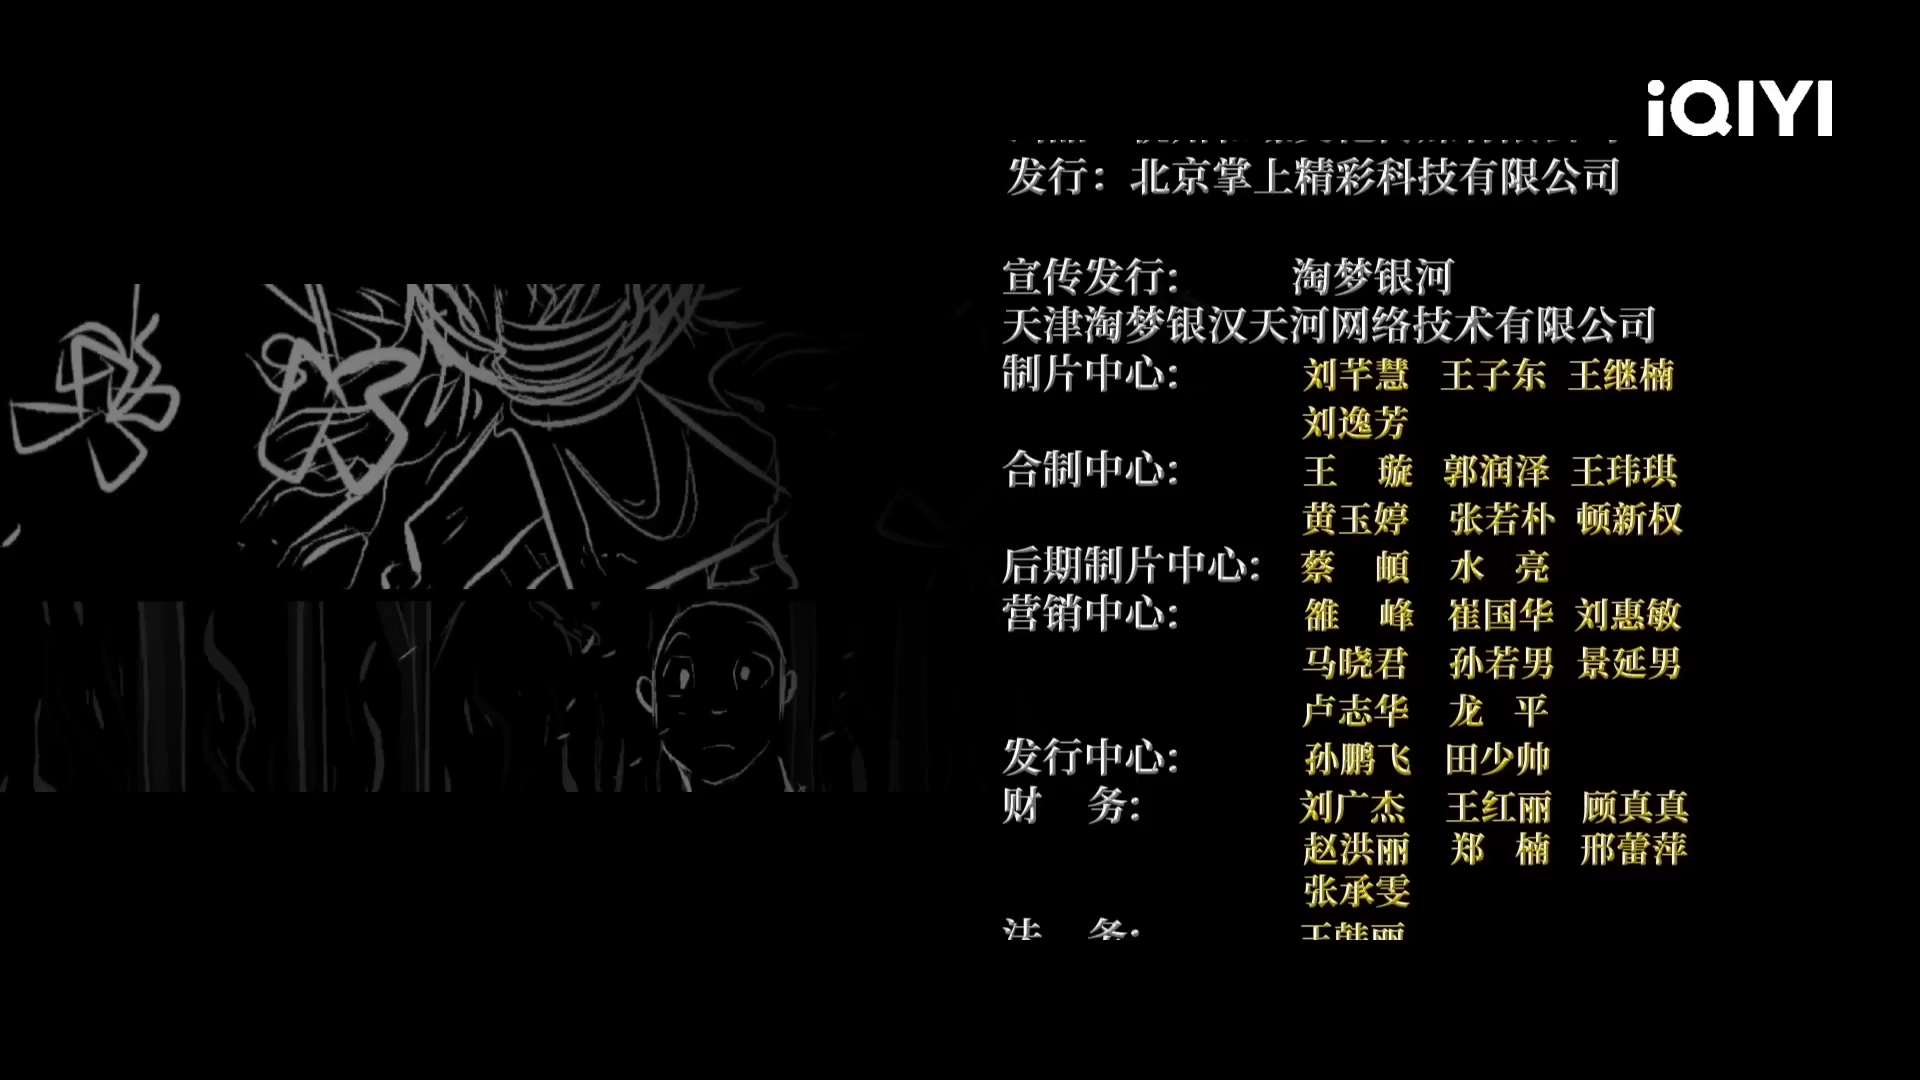 iQIYI
发行：北京掌上精彩科技有限公司
宣传发行： 淘梦银河
天津淘梦银汉天河网络技术有限公司
制片中心： 刘芊慧 王子东 王继楠
刘逸芳
合制中心： 王 璇 郭润泽 王玮琪
黄玉婷 张若朴 顿新权
后期制片中心： 蔡 皕 水 亮
营销中心： 雒 峰 崔国华 刘惠敏
马晓君 孙若男 景延男
卢志华 龙 平
发行中心： 孙鹏飞 田少帅
财 务： 刘广杰 王红丽 顾真真
赵洪丽 郑 楠 邢蕾萍
张承雯
法 务： 王韩丽